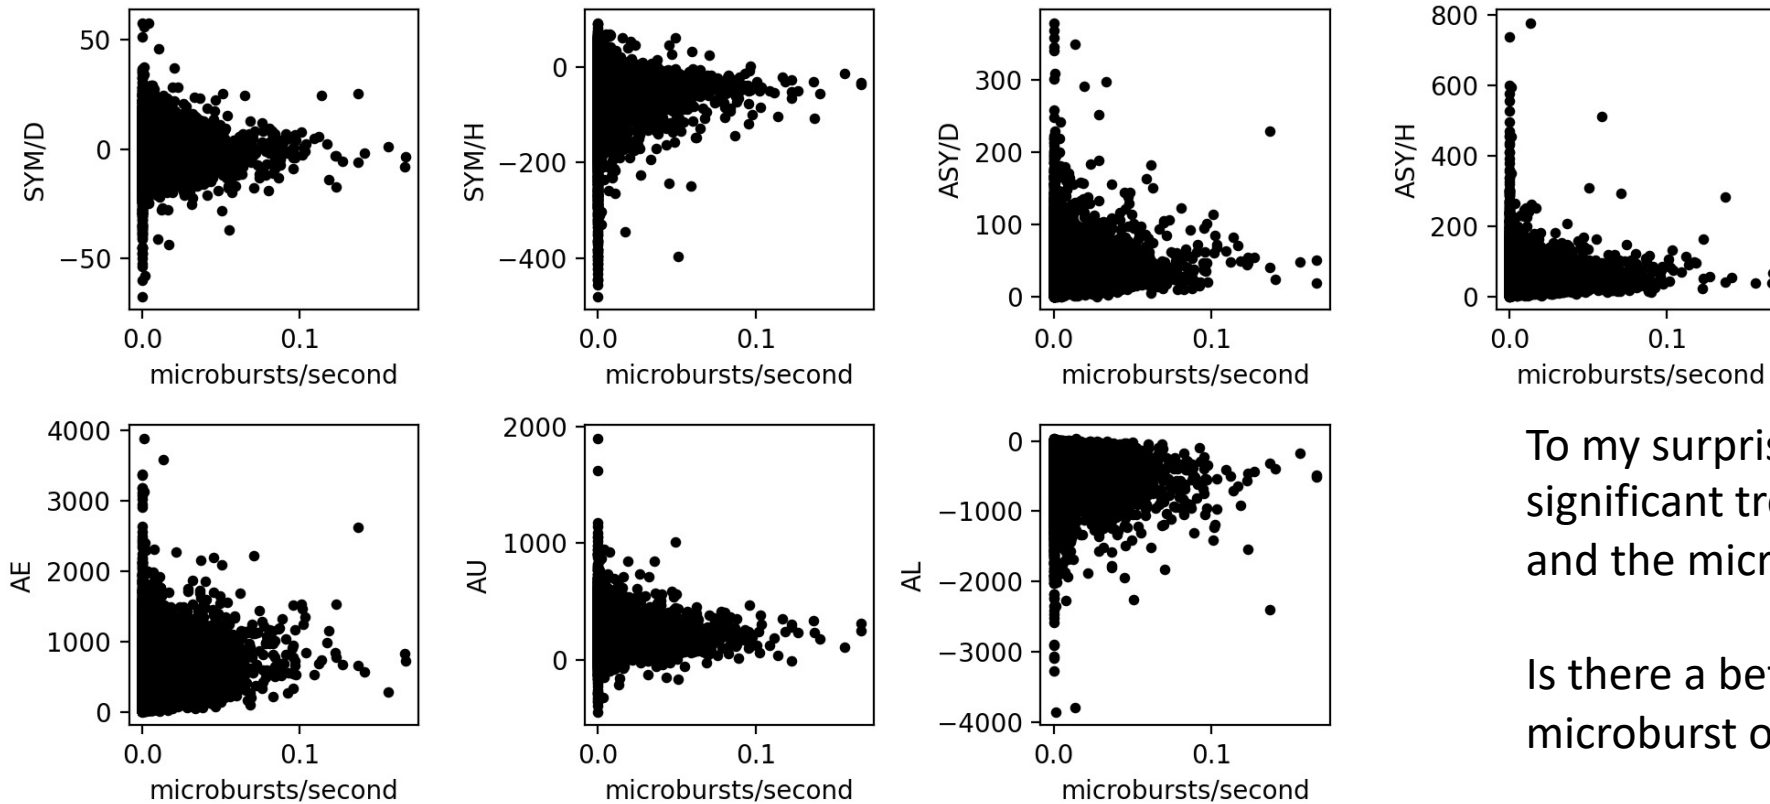 SYM/D
50
0
−50
0.0 0.1
microbursts/second
SYM/H
0
−200
−400
0.0 0.1
microbursts/second
ASY/D
300
200
100
0
0.0 0.1
microbursts/second
ASY/H
800
600
400
200
0
0.0 0.1
microbursts/second
AE
4000
3000
2000
1000
0
0.0 0.1
microbursts/second
AU
2000
1000
0
0.0 0.1
microbursts/second
AL
0
−1000
−2000
−3000
−4000
0.0 0.1
microbursts/second
To my surpris
significant tre
and the micr
Is there a bet
microburst o